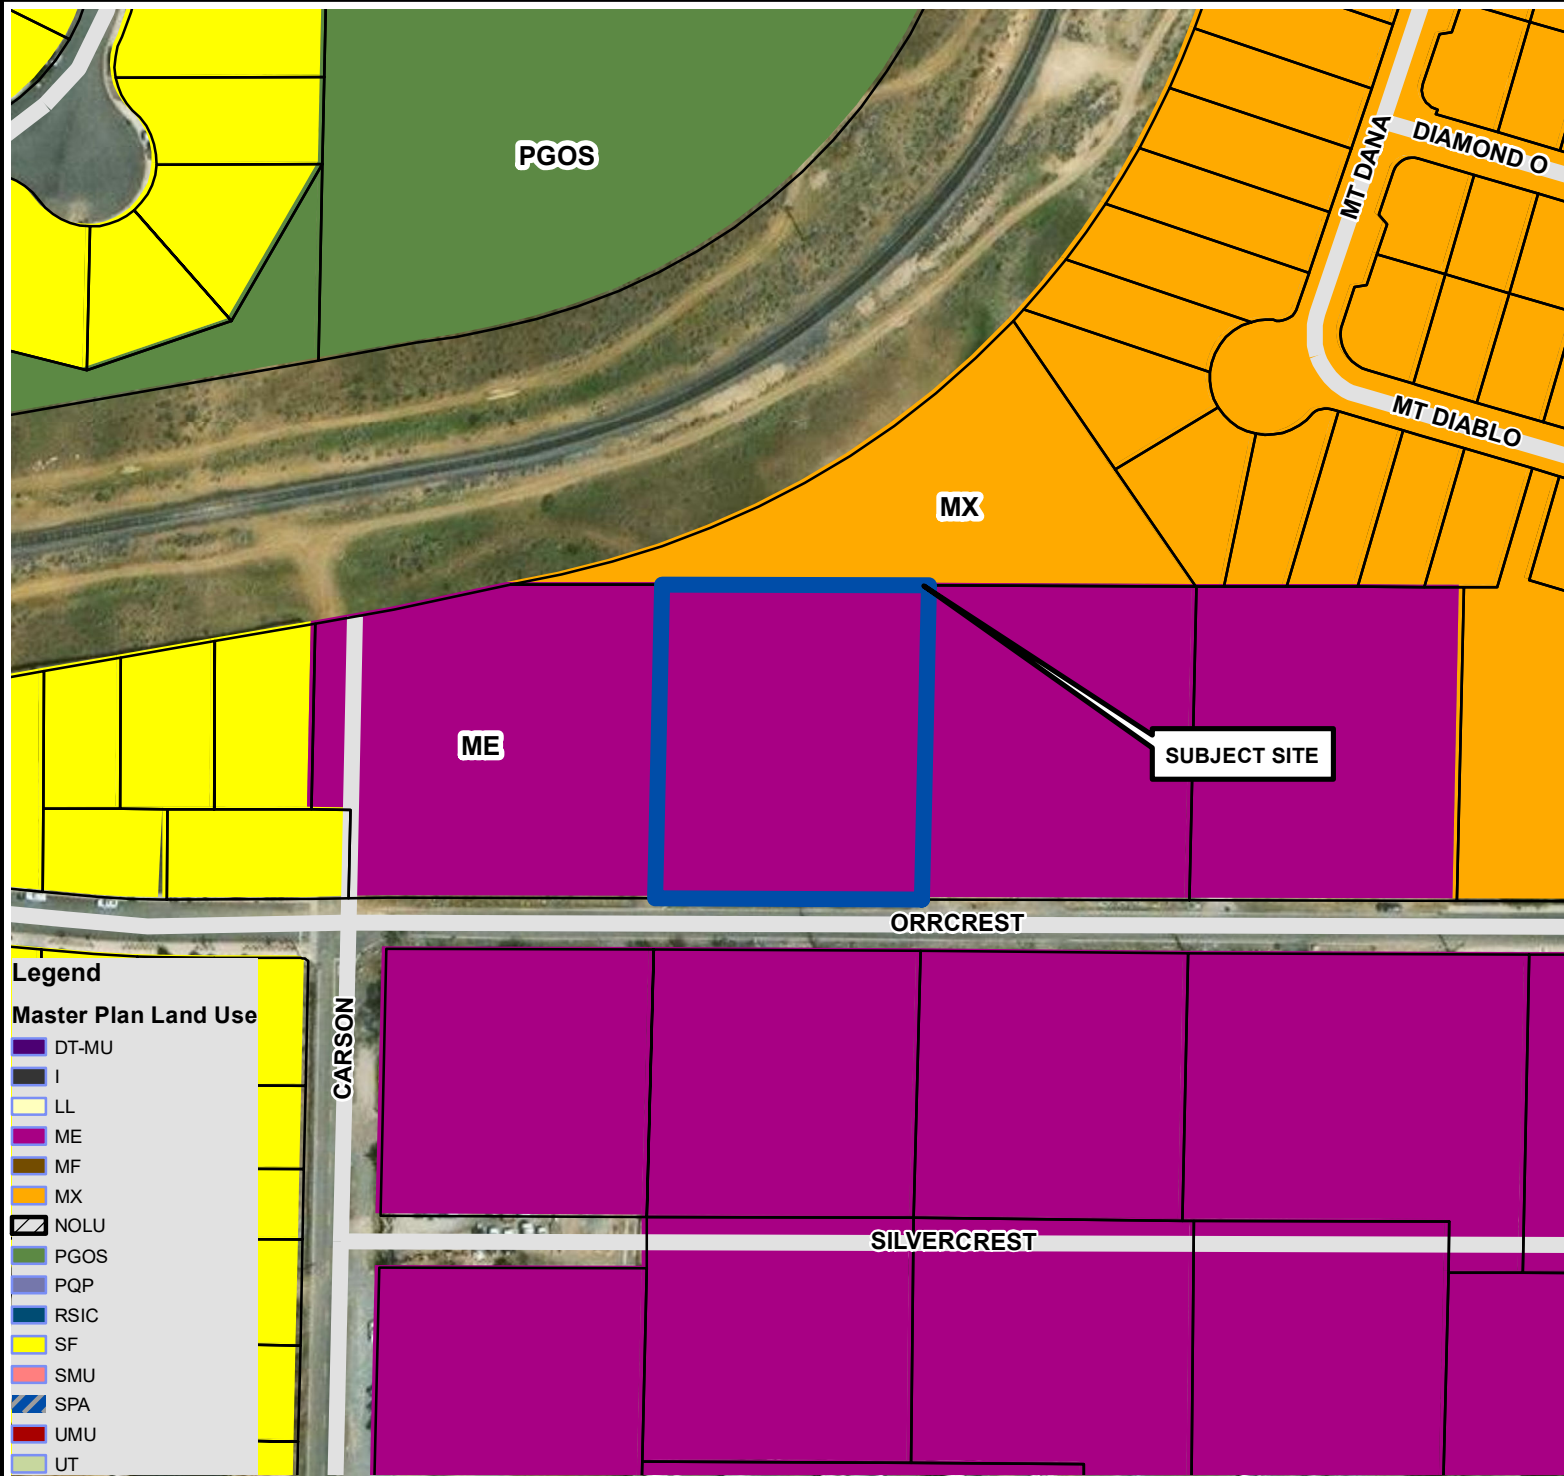 PGOS
MT DANA
DIAMOND O
MT DIABLO
MX
ME
SUBJECT SITE
ORRCREST
CARSON
SILVERCREST
Legend
Master Plan Land Use
DT-MU
I
LL
ME
MF
MX
NOLU
PGOS
PQP
RSIC
SF
SMU
SPA
UMU
UT